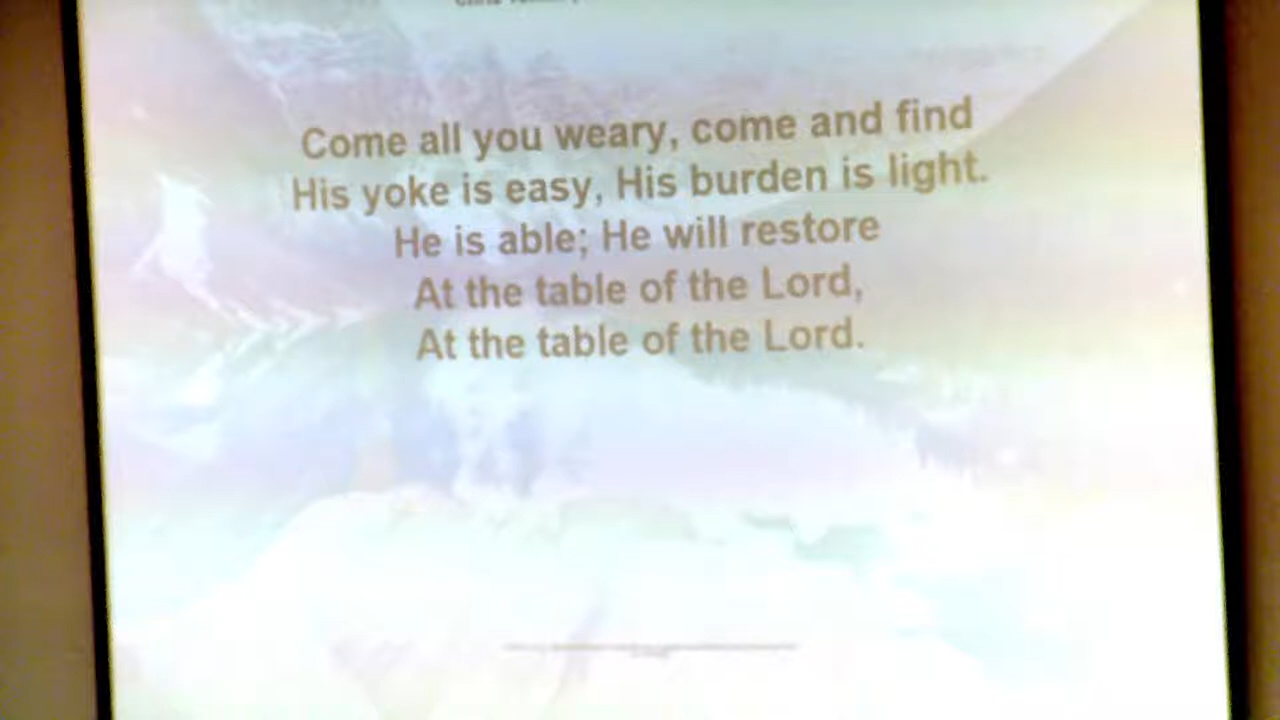 Come all you weary, come and find
His yoke is easy, His burden is light.
He is able; He will restore
At the table of the Lord,
At the table of the Lord.